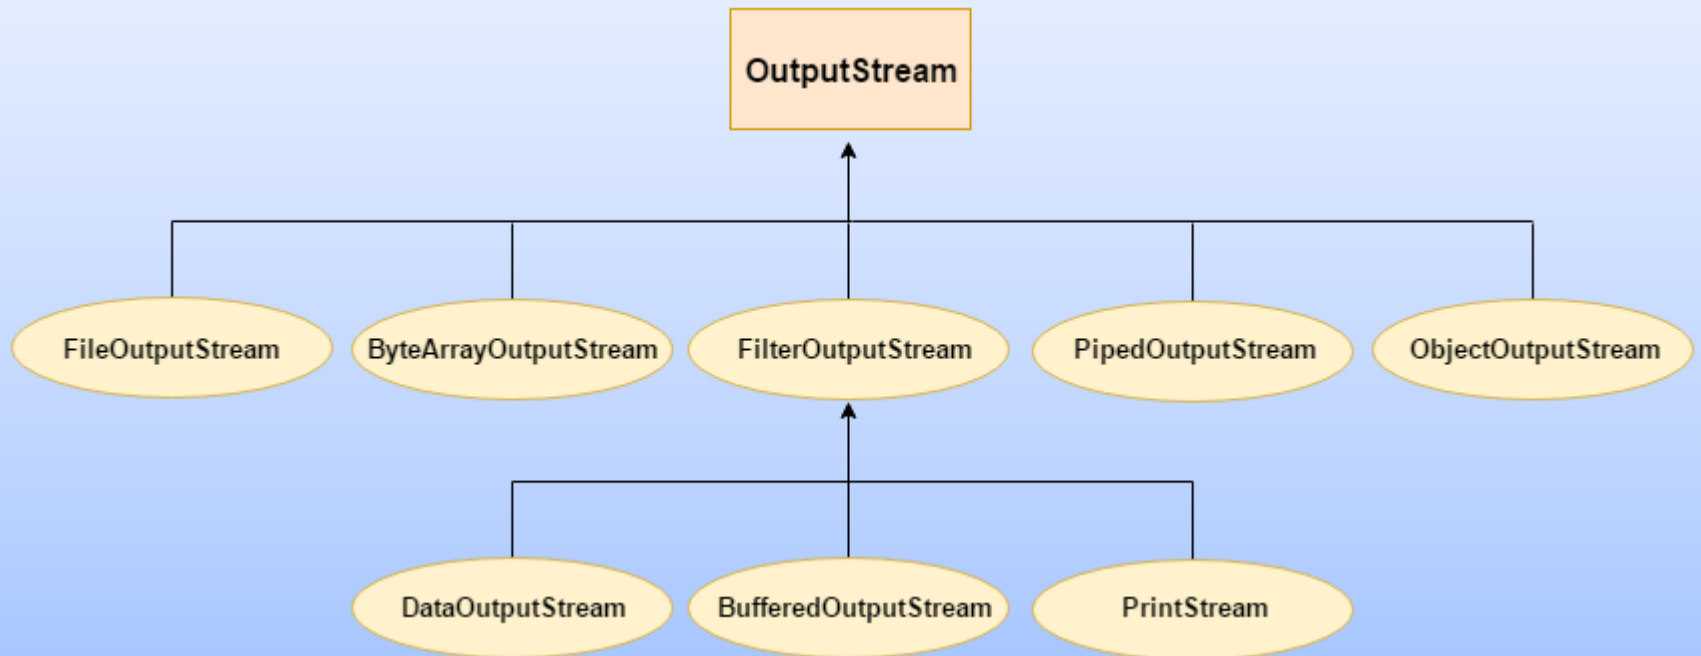 OutputStream
FileOutputStream
ByteArrayOutputStream
FilterOutputStream
PipedOutputStream
ObjectOutputStream
DataOutputStream
BufferedOutputStream
PrintStream